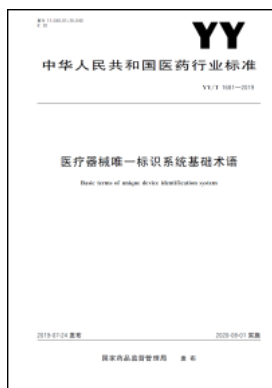 YY
中华人民共和国医药行业标准
YY/T 1681—2019
医疗器械唯一标识系统基础术语
Basic terms of unique device identification system
2019-07-24 发布
2020-08-01 实施
国家药品监督管理局 发 布